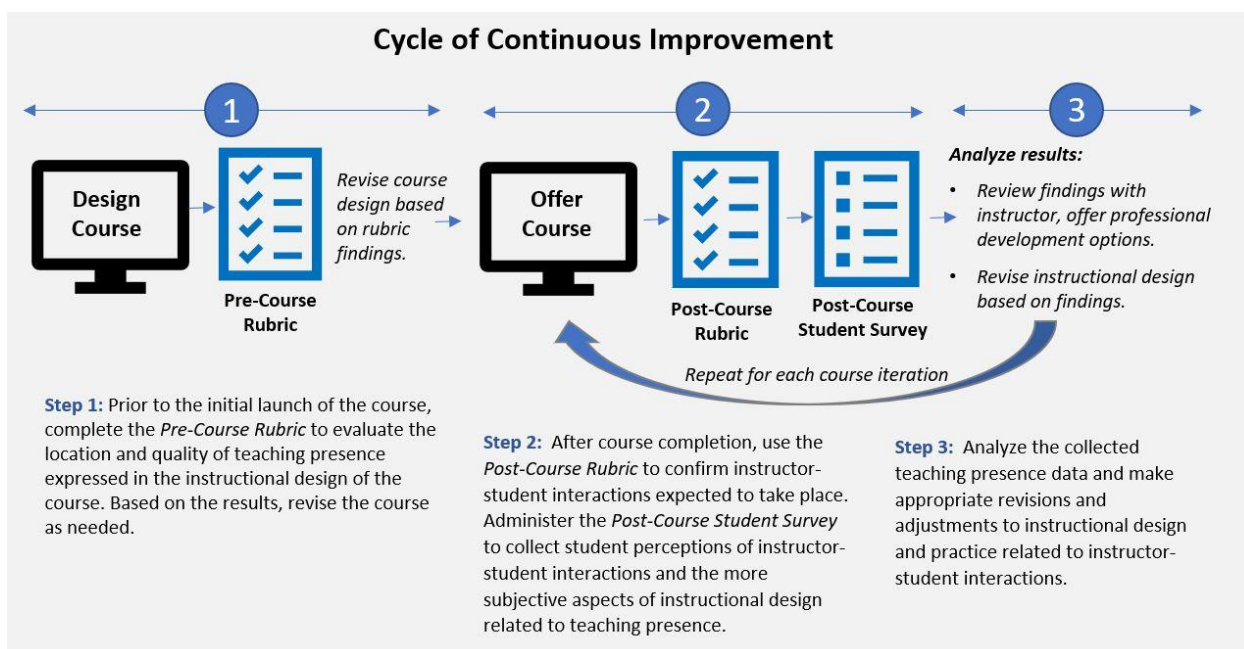 Cycle of Continuous Improvement
1
2
3
Design
Course
Pre-Course
Rubric
Revise course
design based
on rubric
findings.
Offer
Course
Post-Course
Rubric
Post-Course
Student Survey
Analyze results:
• Review findings with
instructor, offer professional
development options.
• Revise instructional design
based on findings.
Repeat for each course iteration
Step 1: Prior to the initial launch of the course,
complete the Pre-Course Rubric to evaluate the
location and quality of teaching presence
expressed in the instructional design of the
course. Based on the results, revise the course
as needed.
Step 2: After course completion, use the
Post-Course Rubric to confirm instructor-
student interactions expected to take place.
Administer the Post-Course Student Survey
to collect student perceptions of instructor-
student interactions and the more
subjective aspects of instructional design
related to teaching presence.
Step 3: Analyze the collected
teaching presence data and make
appropriate revisions and
adjustments to instructional design
and practice related to instructor-
student interactions.